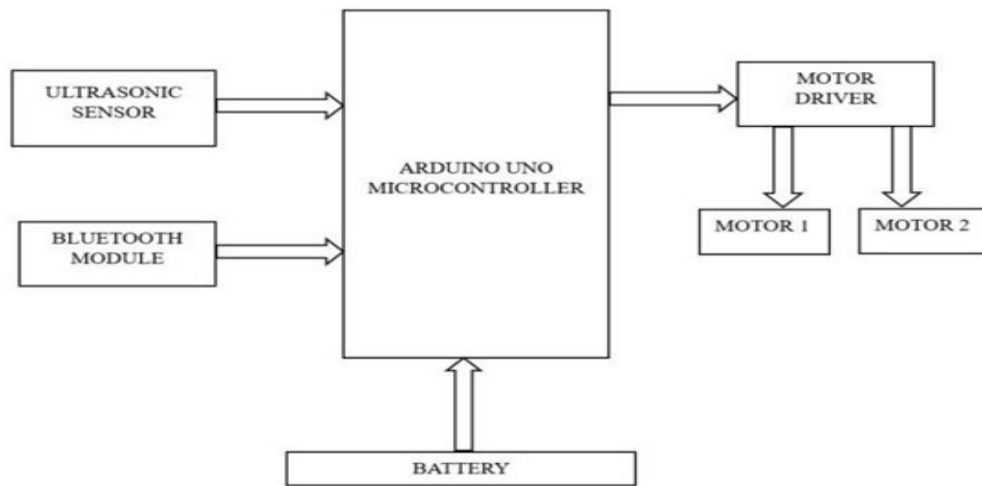 ULTRASONIC
SENSOR
BLUETOOTH
MODULE
ARDUINO UNO
MICROCONTROLLER
MOTOR
DRIVER
MOTOR 1
MOTOR 2
BATTERY